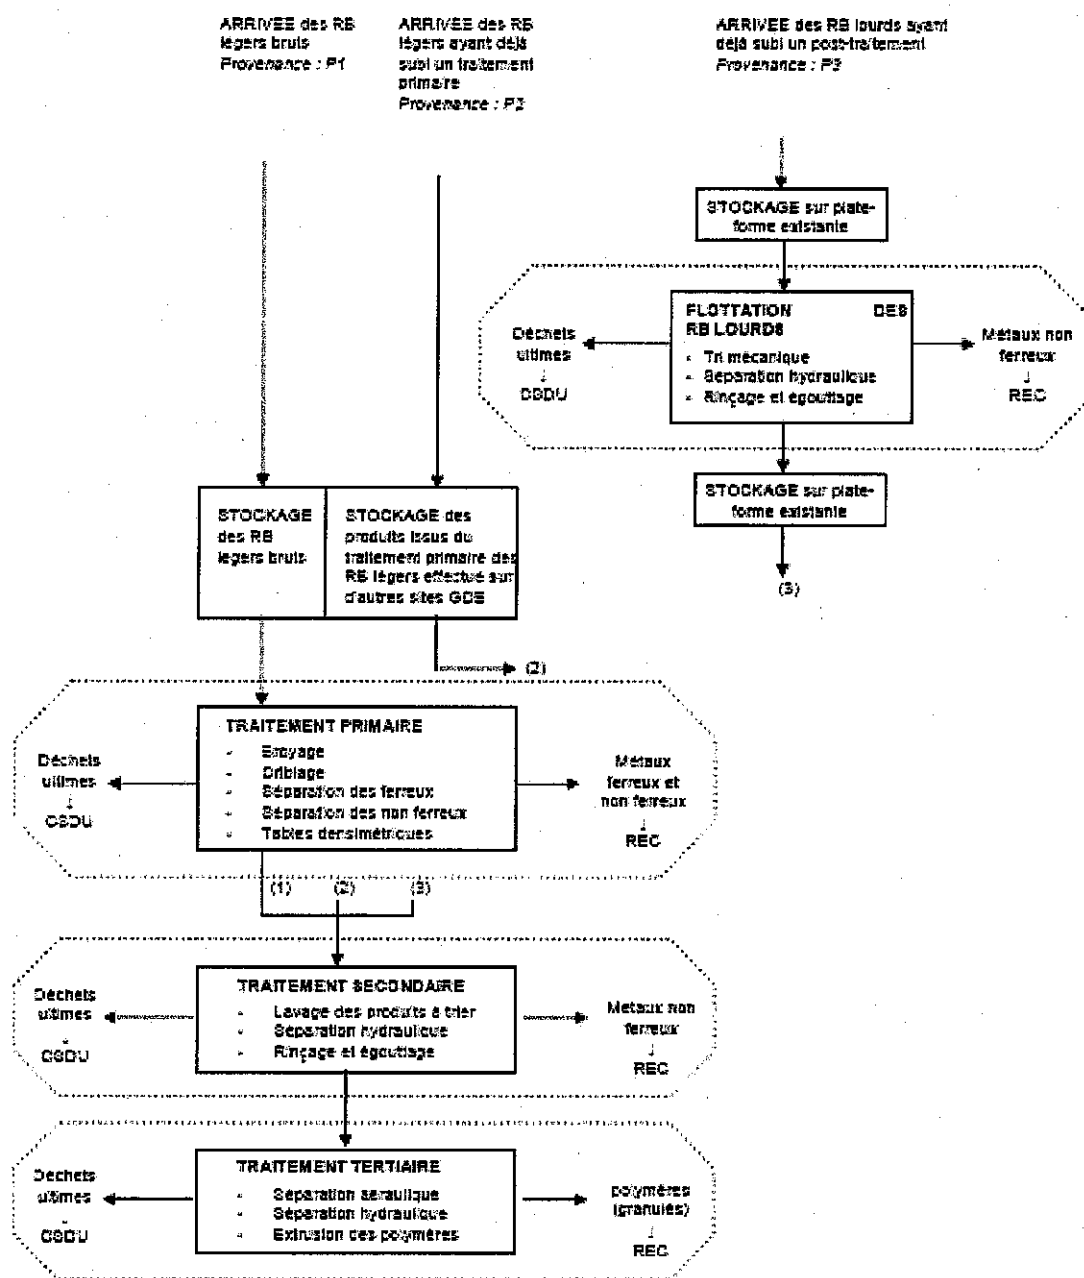 ARRIVEE des RB
légers bruts
Provenance : P1
ARRIVEE des RB
légers ayant déjà
subi un traitement
primaire
Provenance : P2
ARRIVEE des RB lourds ayant
déjà subi un post-traitement
Provenance : P3
STOCKAGE sur plate-
forme existante
FLOTTATION DES
RB LOURDS
Tri mécanique
Séparation hydraulique
Rinçage et égouttage
Déchets
ultimes
↓
CSDU
Métaux non
ferreux
↓
REC
STOCKAGE sur plate-
forme existante
(3)
STOCKAGE
des RB
légers bruts
STOCKAGE des
produits issus du
traitement primaire des
RB légers effectué sur
d'autres sites GDE
(2)
TRAITEMENT PRIMAIRE
Broyage
Criblage
Séparation des ferreux
Séparation des non ferreux
Tables densimétriques
Déchets
ultimes
↓
CSDU
Métaux
ferreux et
non ferreux
↓
REC
(1) (2) (3)
TRAITEMENT SECONDAIRE
Lavage des produits à trier
Séparation hydraulique
Rinçage et égouttage
Déchets
ultimes
CSDU
Métaux non
ferreux
↓
REC
TRAITEMENT TERTIAIRE
Séparation aéraulique
Séparation hydraulique
Extrusion des polymères
Déchets
ultimes
CSDU
polymères
(granulés)
↓
REC